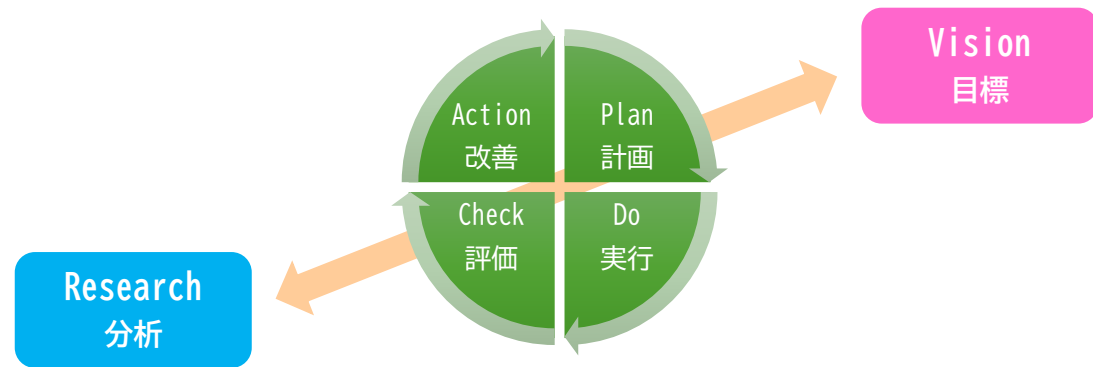 Vision
目標
Action
改善
Plan
計画
Check
評価
Do
実行
Research
分析